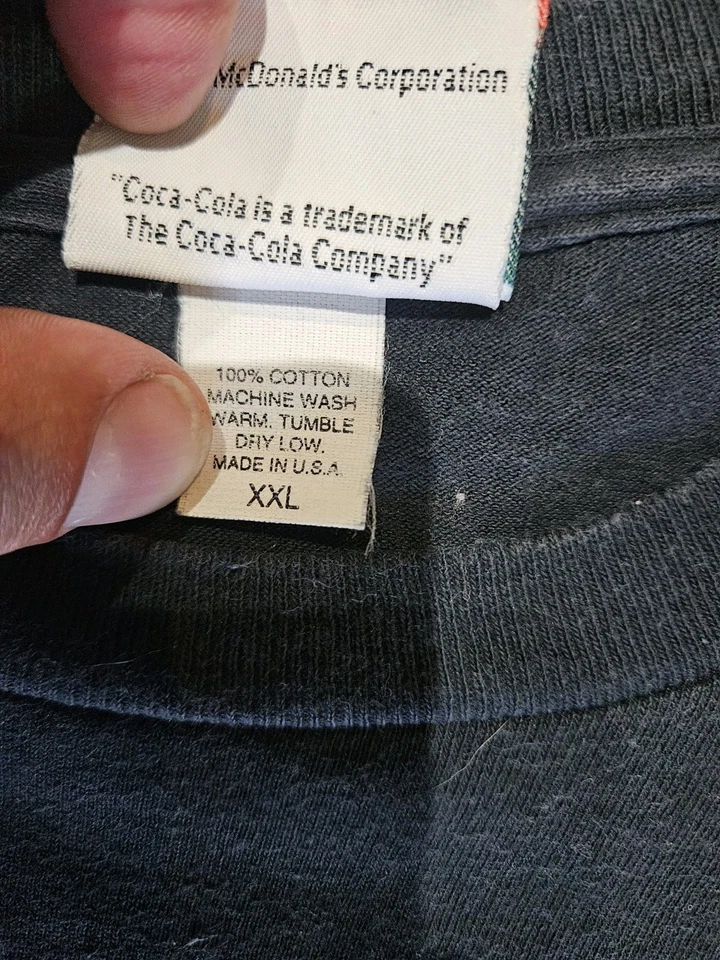 McDonald's Corporation
"Coca-Cola is a trademark of
The Coca-Cola Company"
100% COTTON
MACHINE WASH
WARM. TUMBLE
DRY LOW.
MADE IN U.S.A.
XXL